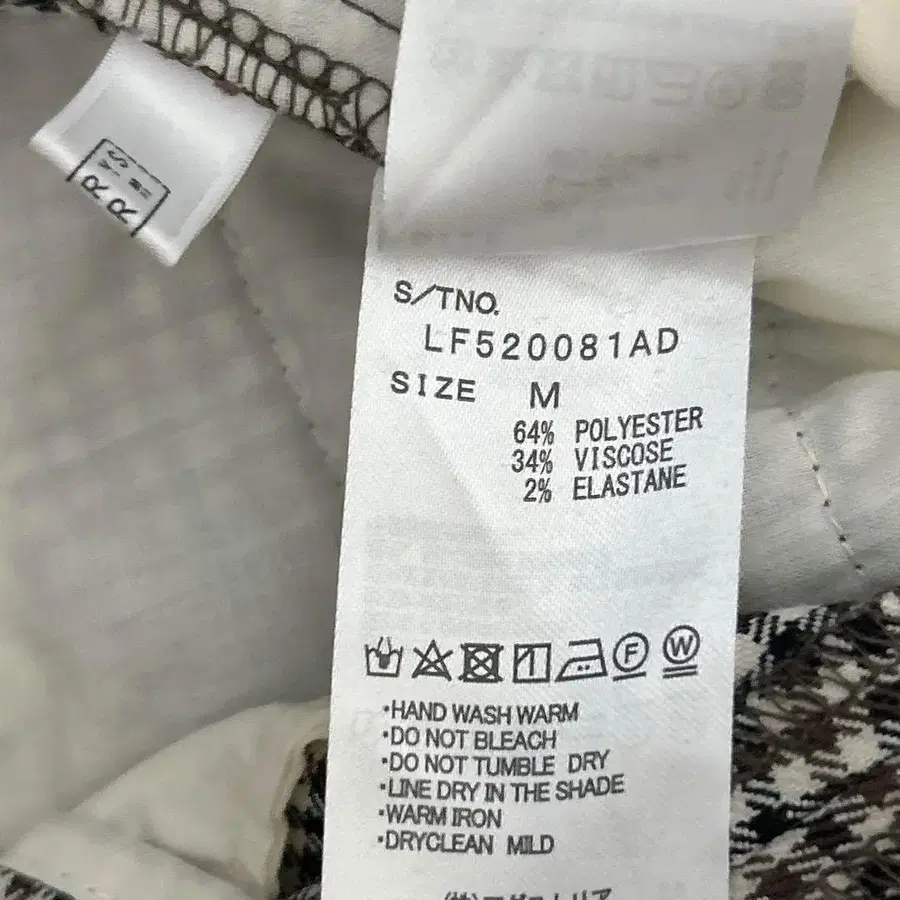 S/TNO.
LF520081AD
SIZE M
64% POLYESTER
34% VISCOSE
2% ELASTANE
F W
·HAND WASH WARM
·DO NOT BLEACH
·DO NOT TUMBLE DRY
·LINE DRY IN THE SHADE
·WARM IRON
·DRYCLEAN MILD